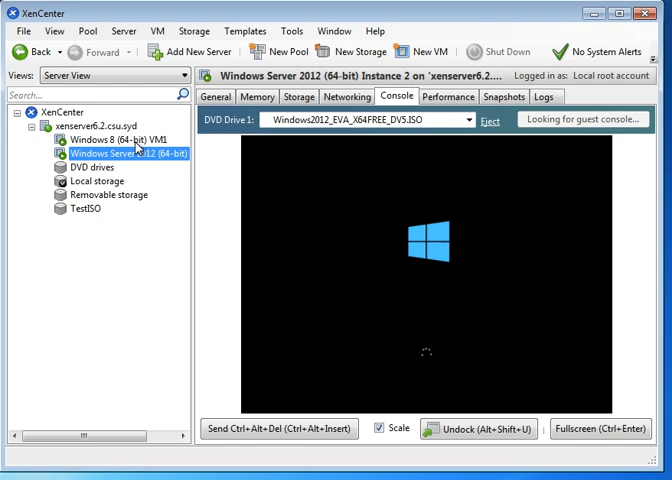 XenCenter
File View Pool Server VM Storage Templates Tools Window Help
Back Forward Add New Server New Pool New Storage New VM Shut Down No System Alerts
Views: Server View
Windows Server 2012 (64-bit) Instance 2 on 'xenserver6.2.... Logged in as: Local root account
Search...
General Memory Storage Networking Console Performance Snapshots Logs
XenCenter
xenserver6.2.csu.syd
Windows 8 (64-bit) VM1
Windows Server 2012 (64-bit)
DVD drives
Local storage
Removable storage
TestISO
DVD Drive 1: Windows2012_EVA_X64FREE_DV5.ISO Eject Looking for guest console...
Send Ctrl+Alt+Del (Ctrl+Alt+Insert) Scale Undock (Alt+Shift+U) Fullscreen (Ctrl+Enter)